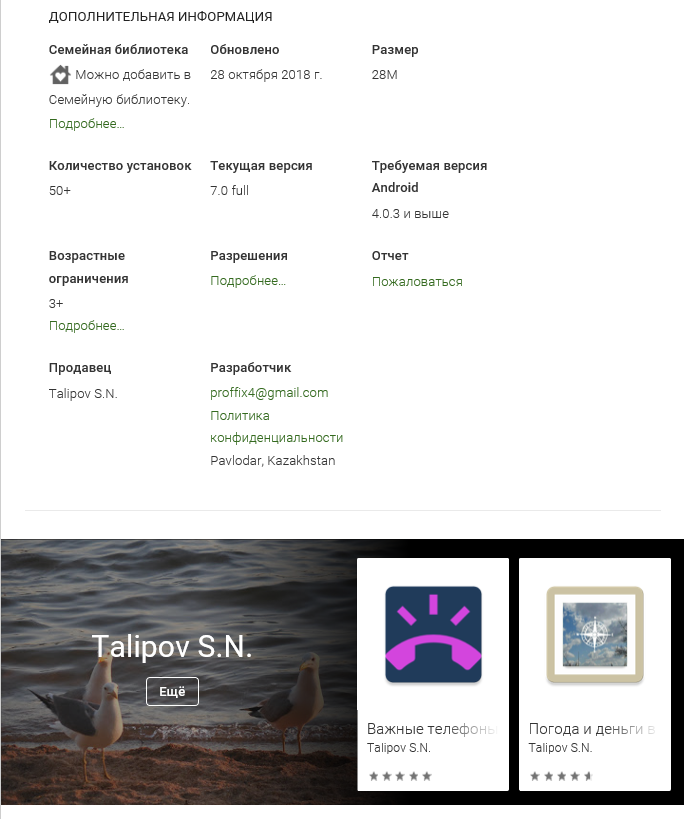 ДОПОЛНИТЕЛЬНАЯ ИНФОРМАЦИЯ
Семейная библиотека
Можно добавить в
Семейную библиотеку.
Подробнее…
Обновлено
28 октября 2018 г.
Размер
28M
Количество установок
50+
Текущая версия
7.0 full
Требуемая версия
Android
4.0.3 и выше
Возрастные
ограничения
3+
Подробнее…
Разрешения
Подробнее…
Отчет
Пожаловаться
Продавец
Talipov S.N.
Разработчик
proffix4@gmail.com
Политика
конфиденциальности
Pavlodar, Kazakhstan
Talipov S.N.
Ещё
Важные телефоны
Talipov S.N.
Погода и деньги в
Talipov S.N.